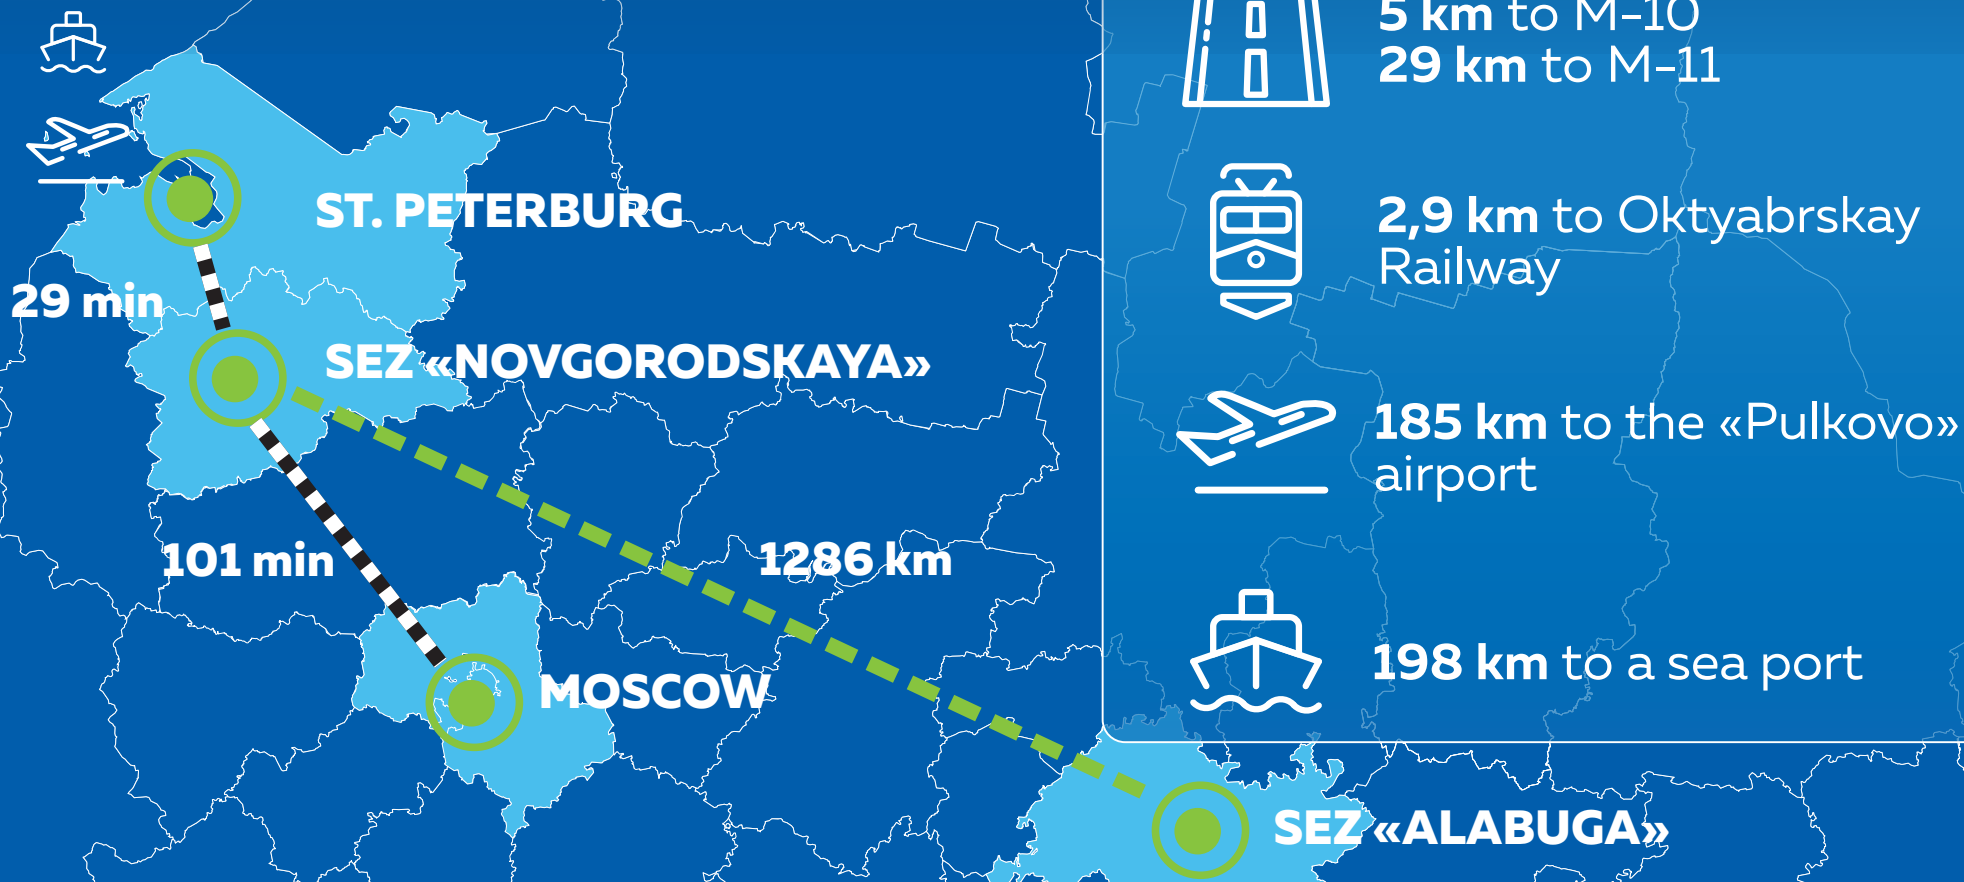 ST. PETERBURG
29 min
SEZ «NOVGORODSKAYA»
101 min
1286 km
MOSCOW
SEZ «ALABUGA»
5 km to M-10
29 km to M-11
2,9 km to Oktyabrskay
Railway
185 km to the «Pulkovo»
airport
198 km to a sea port